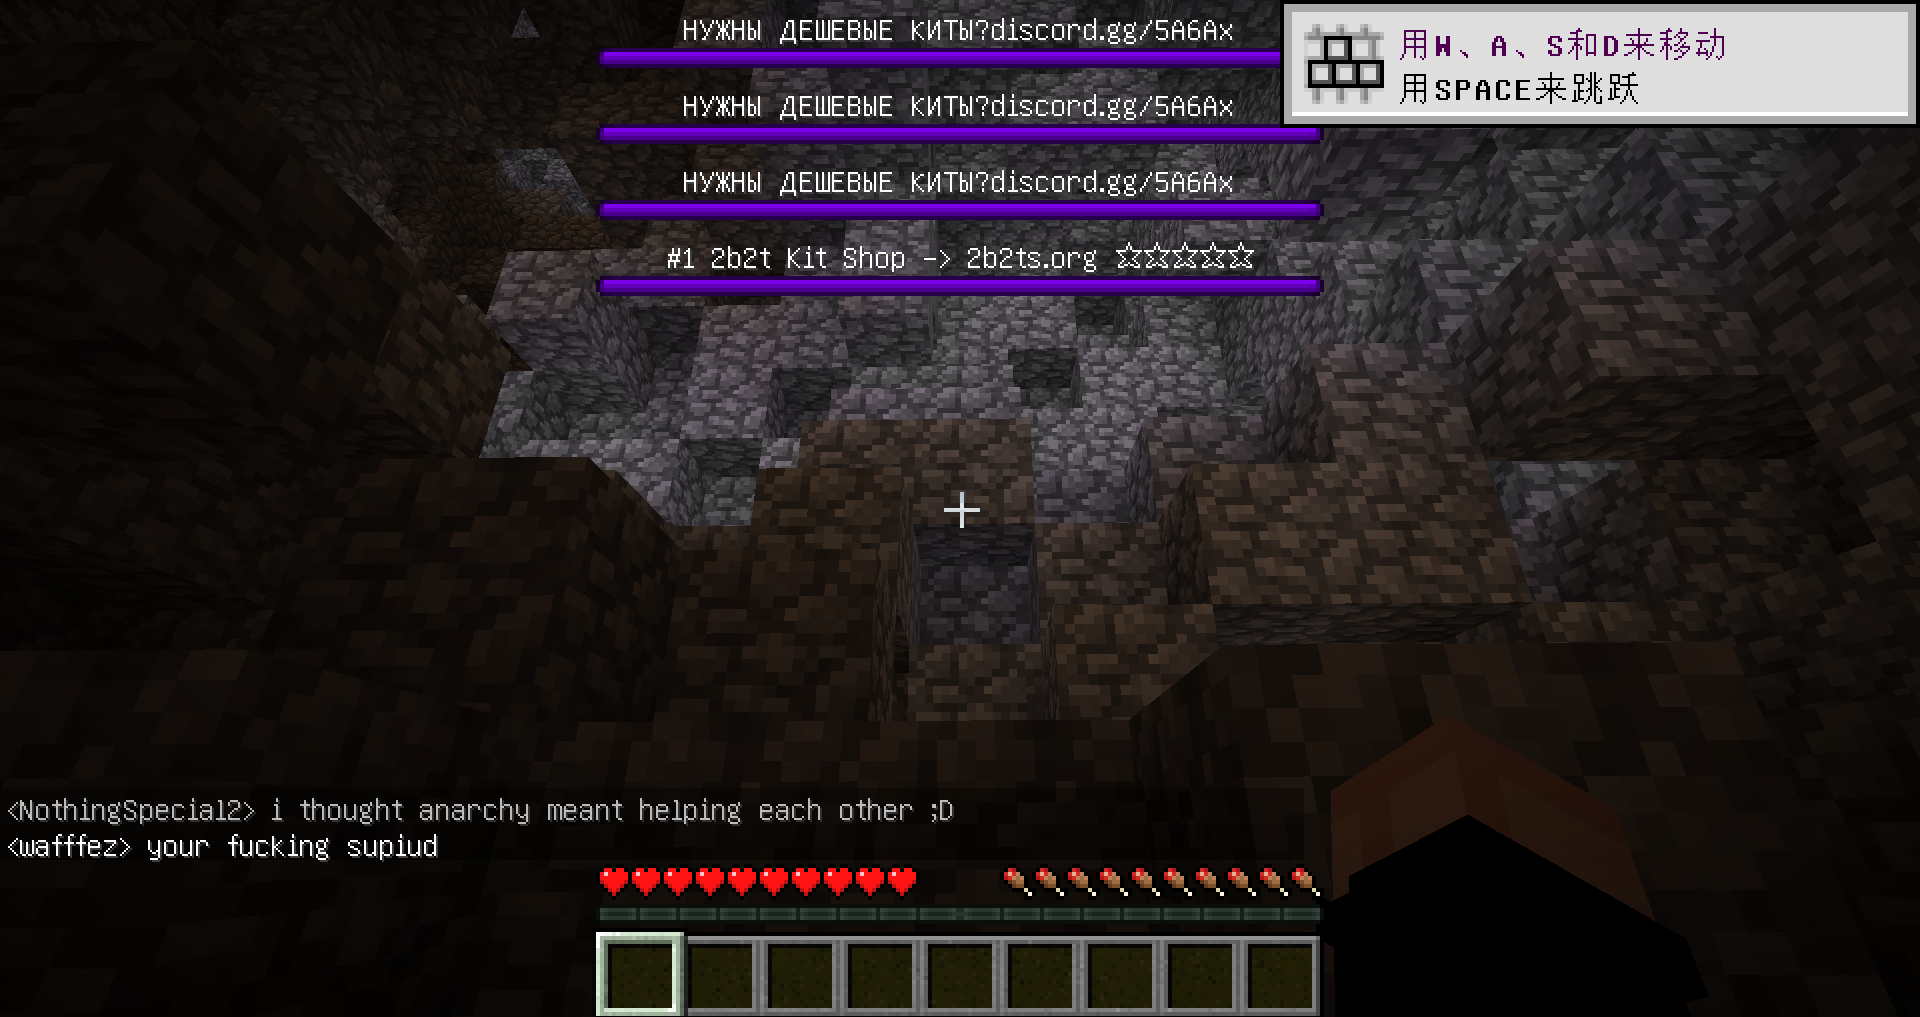 НУЖНЫ ДЕШЕВЫЕ КИТЫ?discord.gg/5A6Ax
НУЖНЫ ДЕШЕВЫЕ КИТЫ?discord.gg/5A6Ax
НУЖНЫ ДЕШЕВЫЕ КИТЫ?discord.gg/5A6Ax
#1 2b2t Kit Shop -> 2b2ts.org ☆☆☆☆☆
用W、A、S和D来移动
用SPACE来跳跃
<NothingSpecial2> i thought anarchy meant helping each other ;D
<wafffez> your fucking supiud